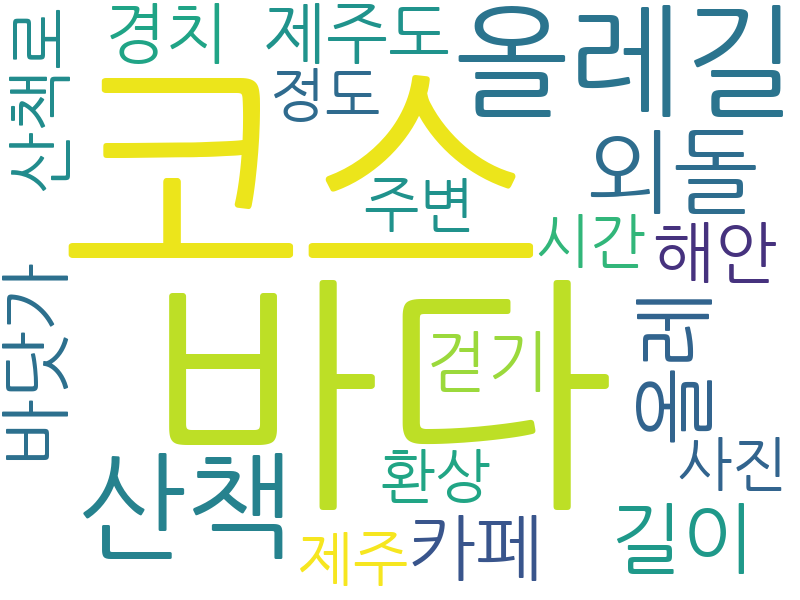 산책로
경치
제주도
올레길
정도
코스
외돌
주변
시간
해안
바닷가
바다
걷기
올레
산책
환상
사진
제주
카페
길이